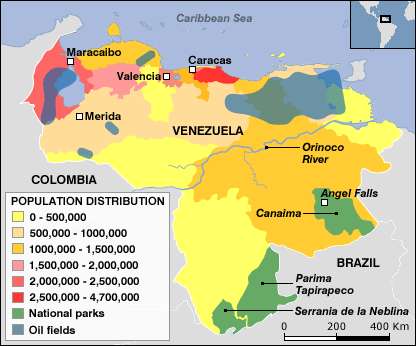 Caribbean Sea
Maracaibo
Caracas
Valencia
Merida
VENEZUELA
Orinoco
River
COLOMBIA
Angel Falls
Canaima
BRAZIL
Parima
Tapirapeco
Serrania de la Neblina
POPULATION DISTRIBUTION
0 - 500,000
500,000 - 1000,000
1000,000 - 1,500,000
1,500,000 - 2,000,000
2,000,000 - 2,500,000
2,500,000 - 4,700,000
National parks
Oil fields
0 200 400 Km